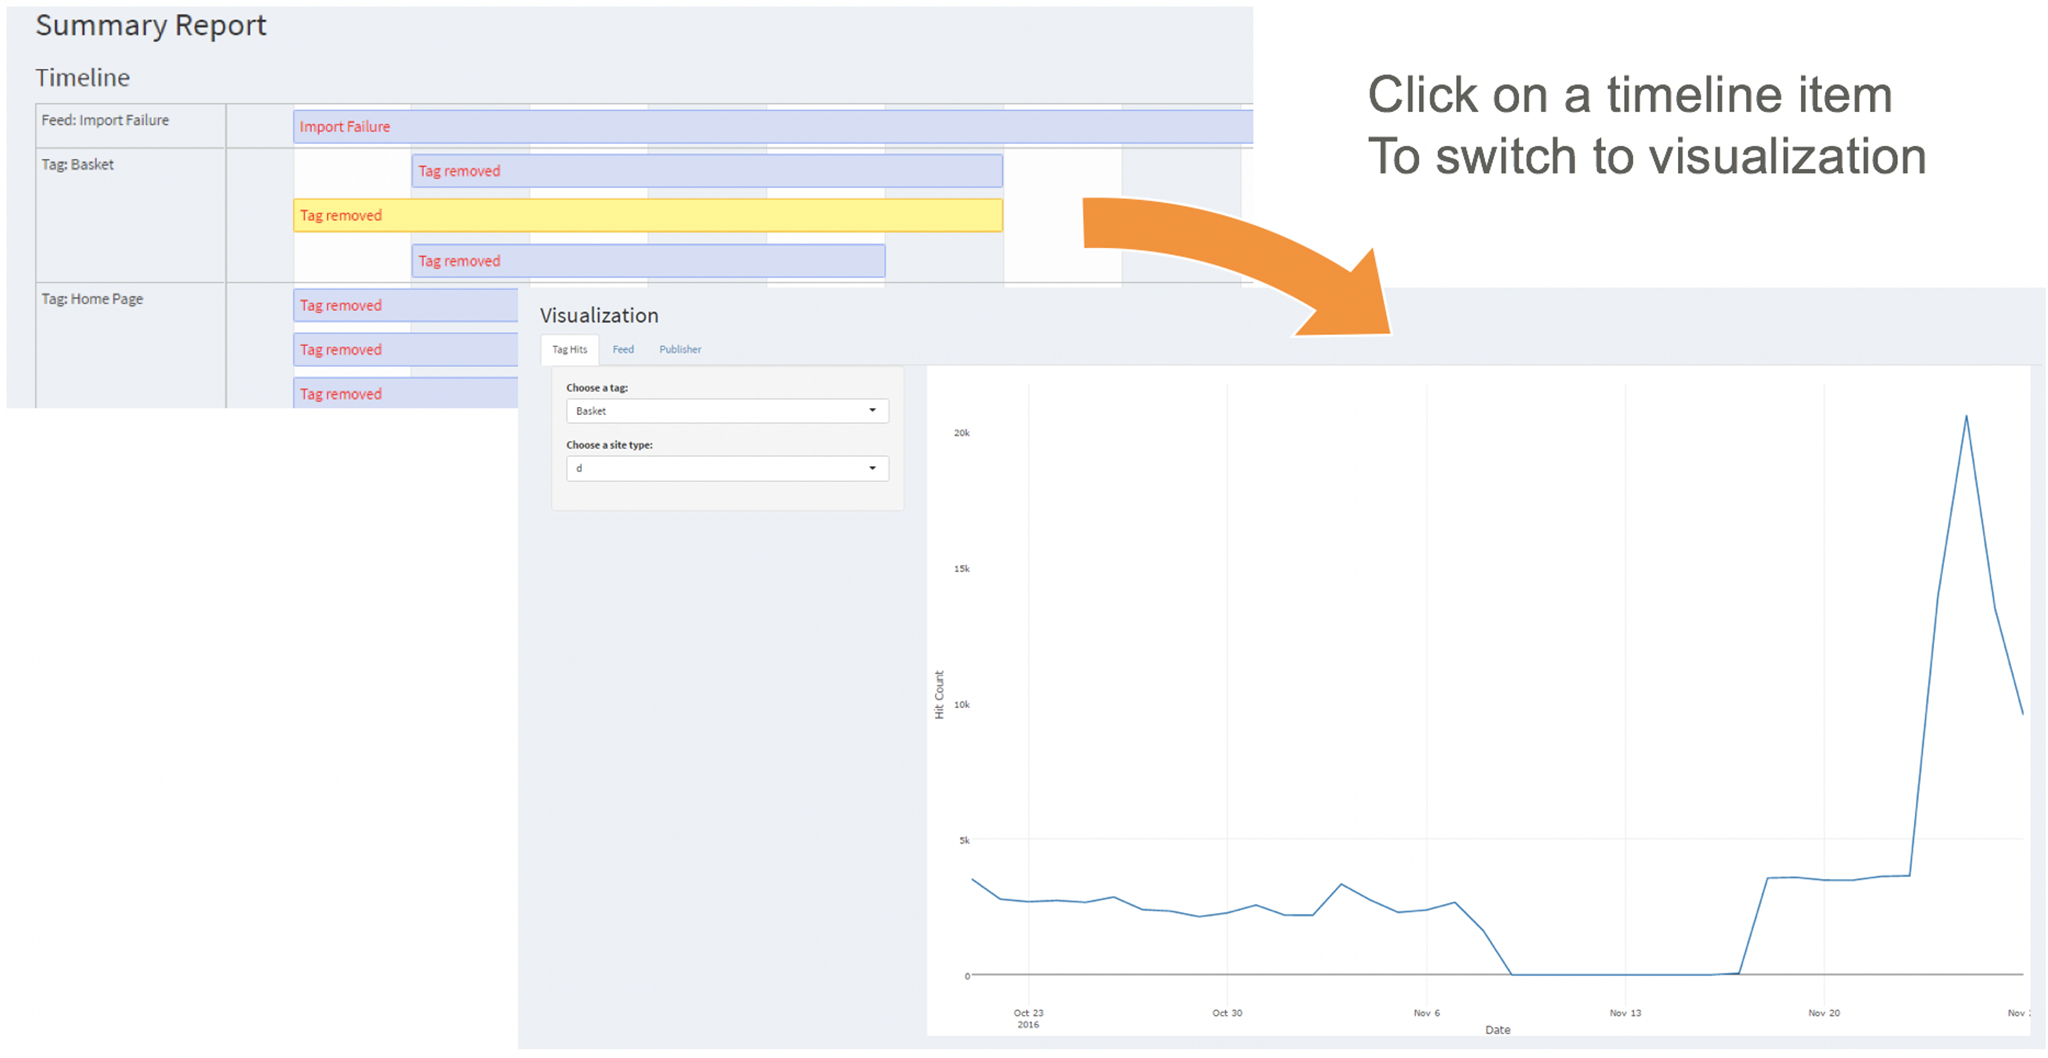 Summary Report
Timeline
Feed: Import Failure
Import Failure
Tag: Basket
Tag removed
Tag removed
Tag removed
Tag: Home Page
Tag removed
Tag removed
Tag removed
Click on a timeline item
To switch to visualization
Visualization
Tag Hits Feed Publisher
Choose a tag:
Basket
Choose a site type:
d
20k
15k
10k
5k
0
Hit Count
Oct 23 Oct 30 Nov 6 Nov 13 Nov 20 Nov
2016
Date